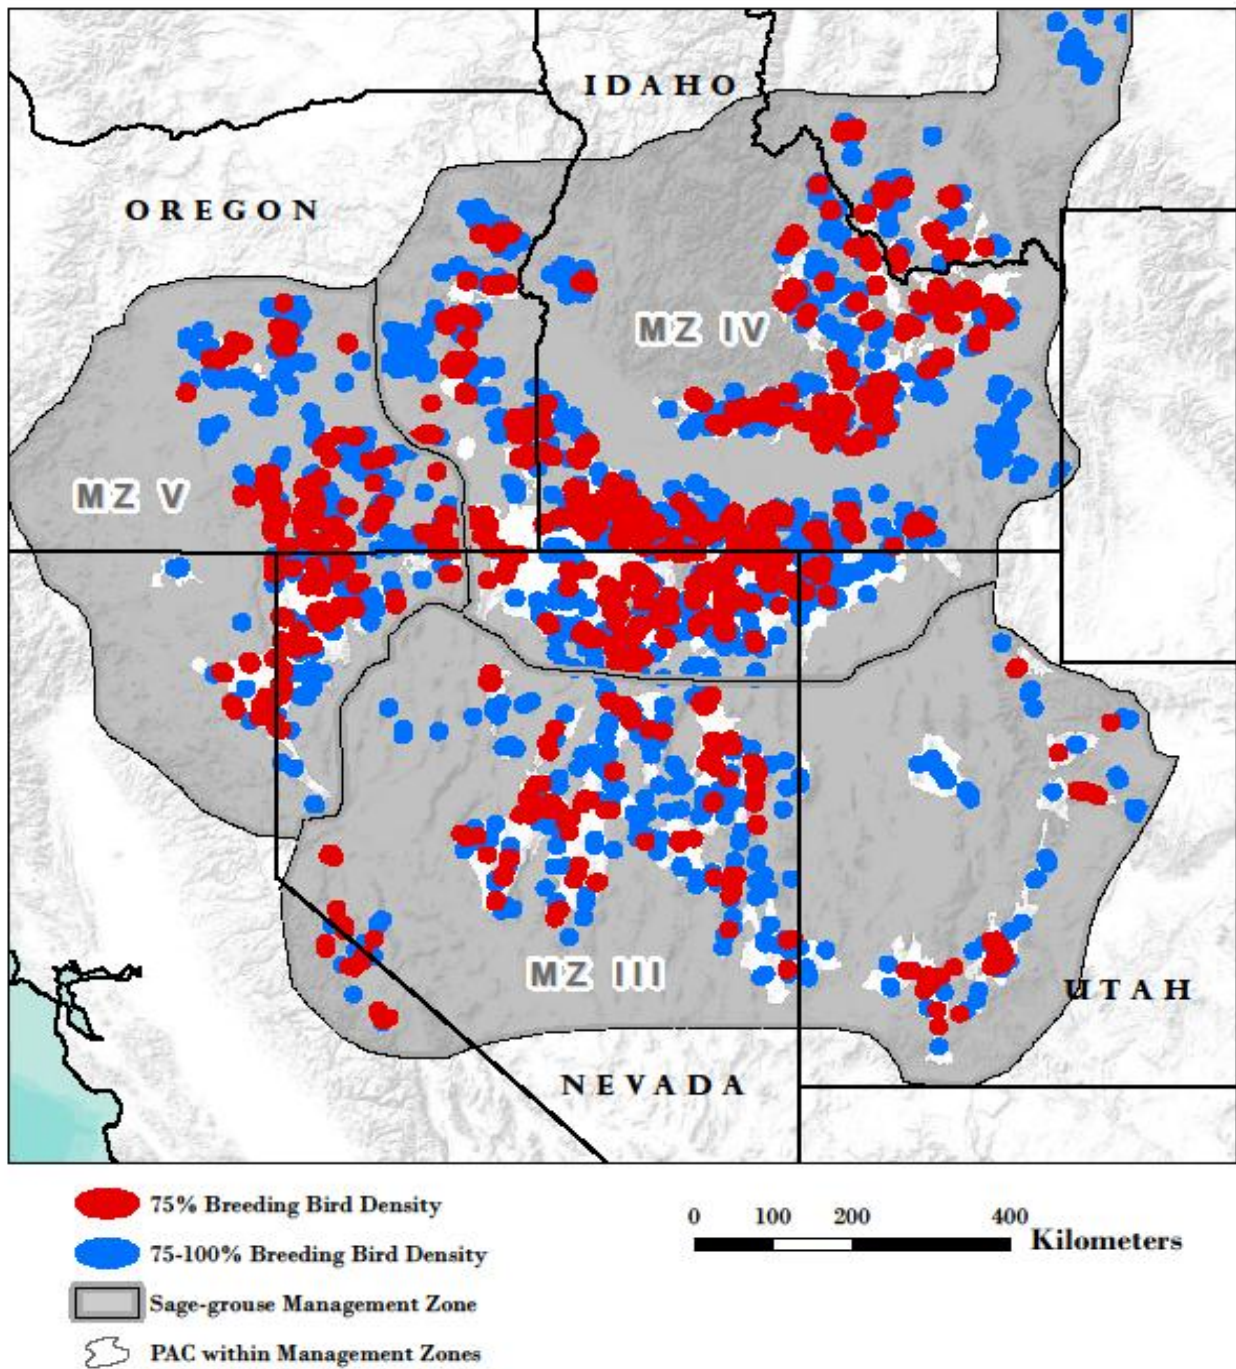 IDAHO
OREGON
MZ IV
MZ V
MZ III
UTAH
NEVADA
75% Breeding Bird Density
75-100% Breeding Bird Density
Sage-grouse Management Zone
PAC within Management Zones
0 100 200 400
Kilometers